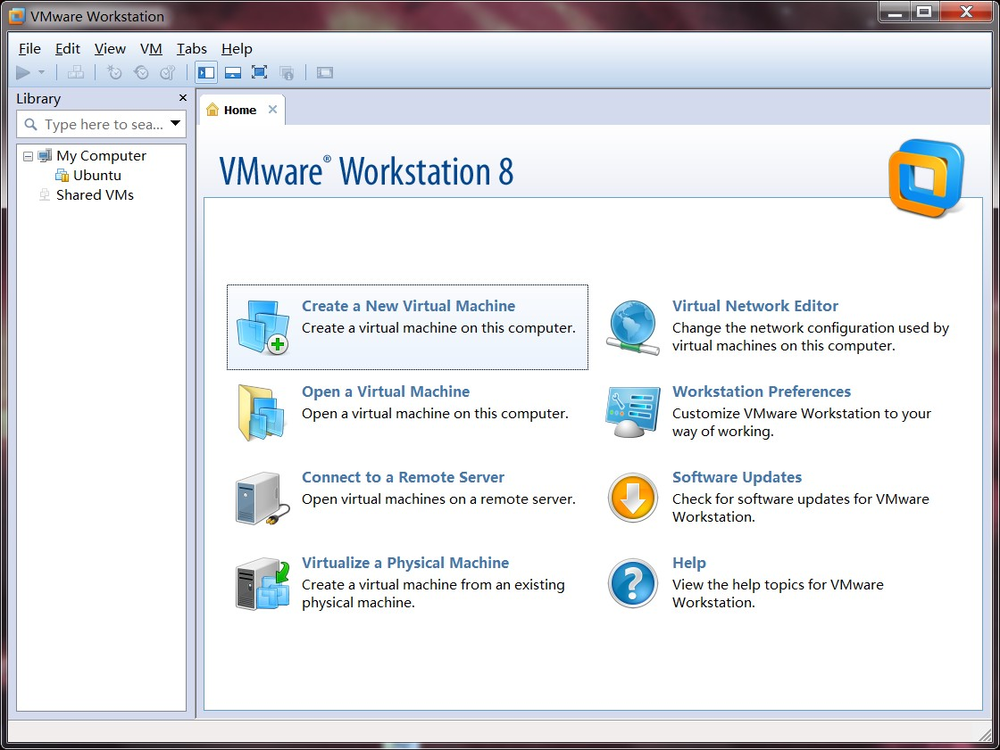 VMware Workstation
File Edit View VM Tabs Help
Library
Type here to sea...
My Computer
Ubuntu
Shared VMs
Home
VMware® Workstation 8
Create a New Virtual Machine
Create a virtual machine on this computer.
Open a Virtual Machine
Open a virtual machine on this computer.
Connect to a Remote Server
Open virtual machines on a remote server.
Virtualize a Physical Machine
Create a virtual machine from an existing
physical machine.
Virtual Network Editor
Change the network configuration used by
virtual machines on this computer.
Workstation Preferences
Customize VMware Workstation to your
way of working.
Software Updates
Check for software updates for VMware
Workstation.
Help
View the help topics for VMware
Workstation.